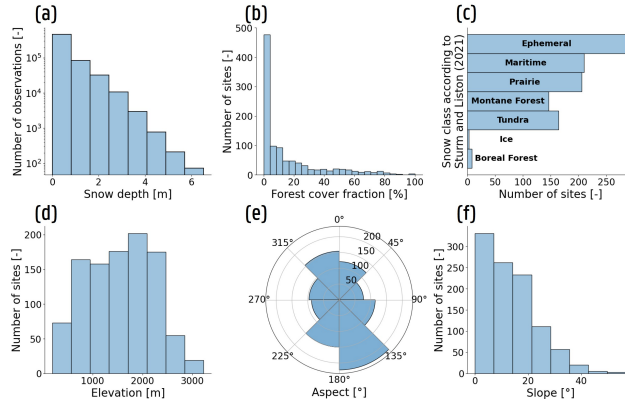 (a)
Number of observations [-]
10^5
10^4
10^3
10^2
0
2
4
6
Snow depth [m]
(b)
Number of sites [-]
500
400
300
200
100
0
0
20
40
60
80
100
Forest cover fraction [%]
(c)
Snow class according to
Sturm and Liston (2021)
Ephemeral
Maritime
Prairie
Montane Forest
Tundra
Ice
Boreal Forest
0
50
100
150
200
250
Number of sites [-]
(d)
Number of sites [-]
200
150
100
50
0
1000
2000
3000
Elevation [m]
(e)
0°
45°
90°
135°
180°
225°
270°
315°
50
100
150
200
Aspect [°]
(f)
Number of sites [-]
300
250
200
150
100
50
0
0
20
40
Slope [°]